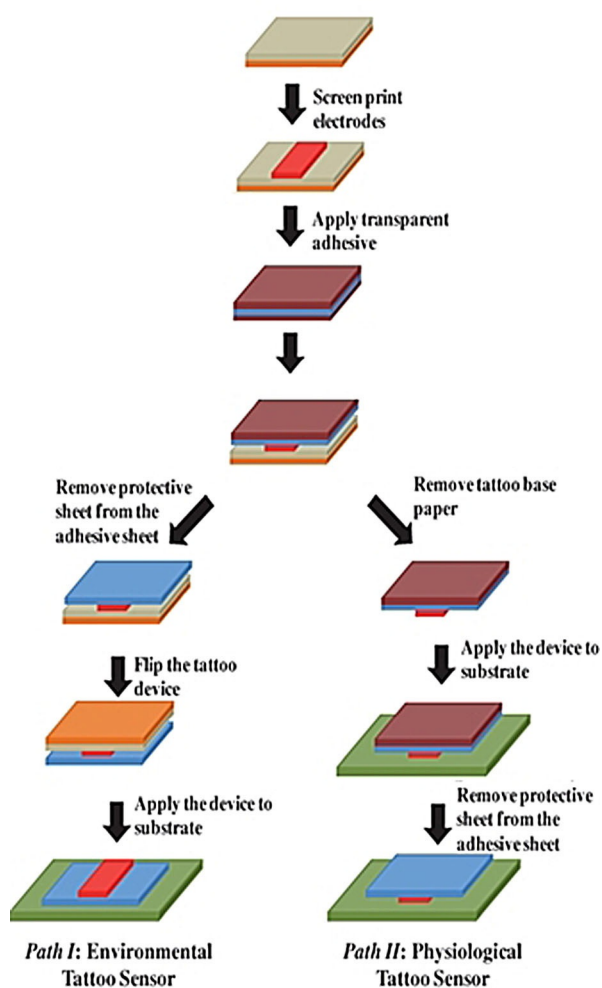 Screen print
electrodes
Apply transparent
adhesive
Remove protective
sheet from the
adhesive sheet
Remove tattoo base
paper
Flip the tattoo
device
Apply the device to
substrate
Apply the device to
substrate
Remove protective
sheet from the
adhesive sheet
Path I: Environmental
Tattoo Sensor
Path II: Physiological
Tattoo Sensor